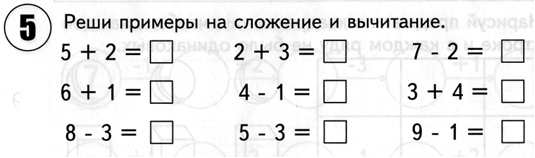 5 Реши примеры на сложение и вычитание.
5 + 2 = □ 2 + 3 = □ 7 - 2 = □
6 + 1 = □ 4 - 1 = □ 3 + 4 = □
8 - 3 = □ 5 - 3 = □ 9 - 1 = □